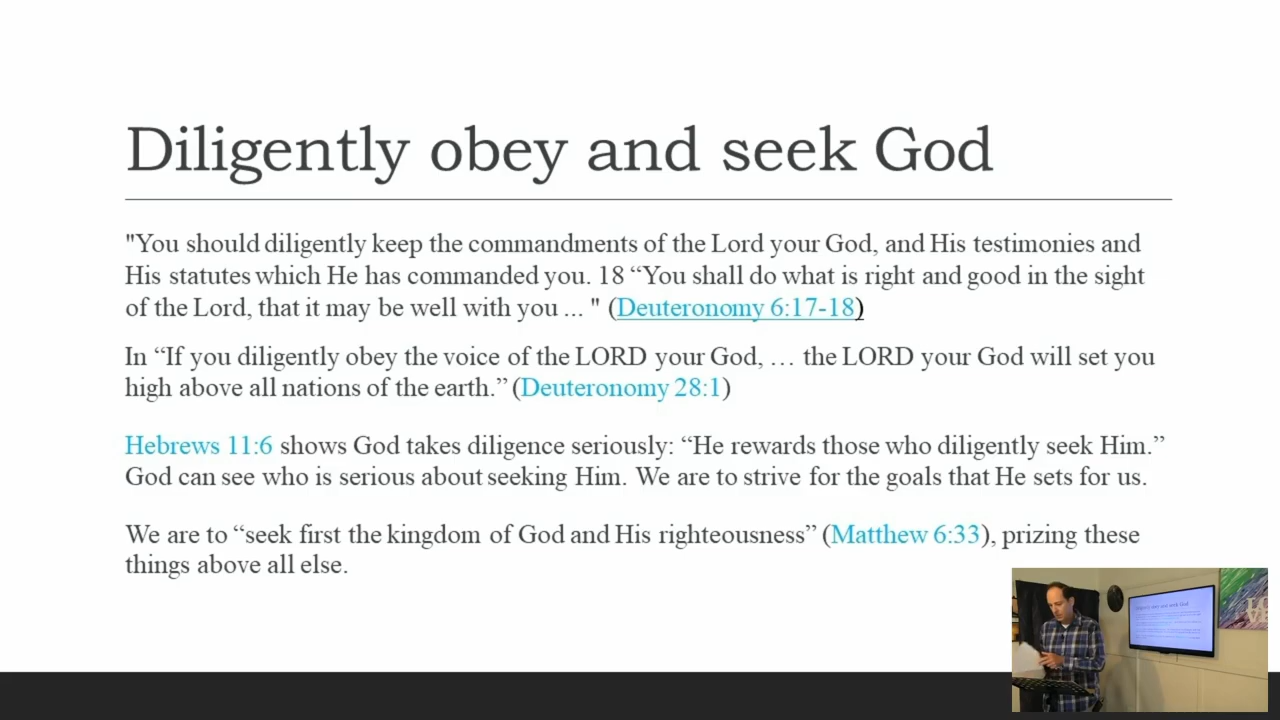 Diligently obey and seek God
"You should diligently keep the commandments of the Lord your God, and His testimonies and
His statutes which He has commanded you. 18 “You shall do what is right and good in the sight
of the Lord, that it may be well with you ... " (Deuteronomy 6:17-18)
In “If you diligently obey the voice of the LORD your God, … the LORD your God will set you
high above all nations of the earth.” (Deuteronomy 28:1)
Hebrews 11:6 shows God takes diligence seriously: “He rewards those who diligently seek Him.”
God can see who is serious about seeking Him. We are to strive for the goals that He sets for us.
We are to “seek first the kingdom of God and His righteousness” (Matthew 6:33), prizing these
things above all else.
Diligently obey and seek God